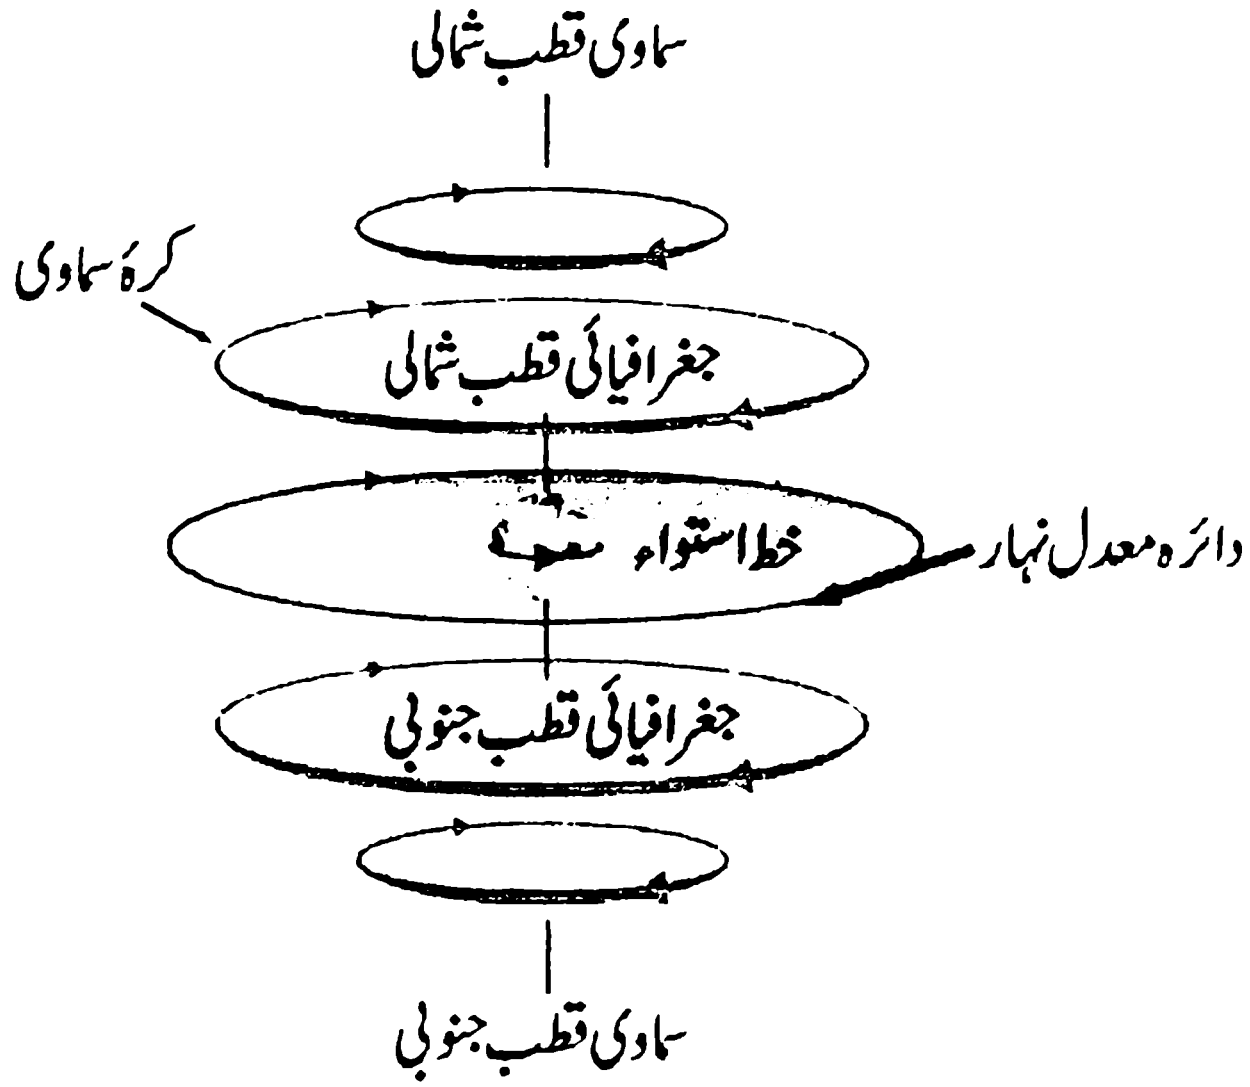 سماوی قطب شمالی
کرۂ سماوی
جغرافیائی قطب شمالی
خط استواء
دائرہ معدل نہار
جغرافیائی قطب جنوبی
سماوی قطب جنوبی